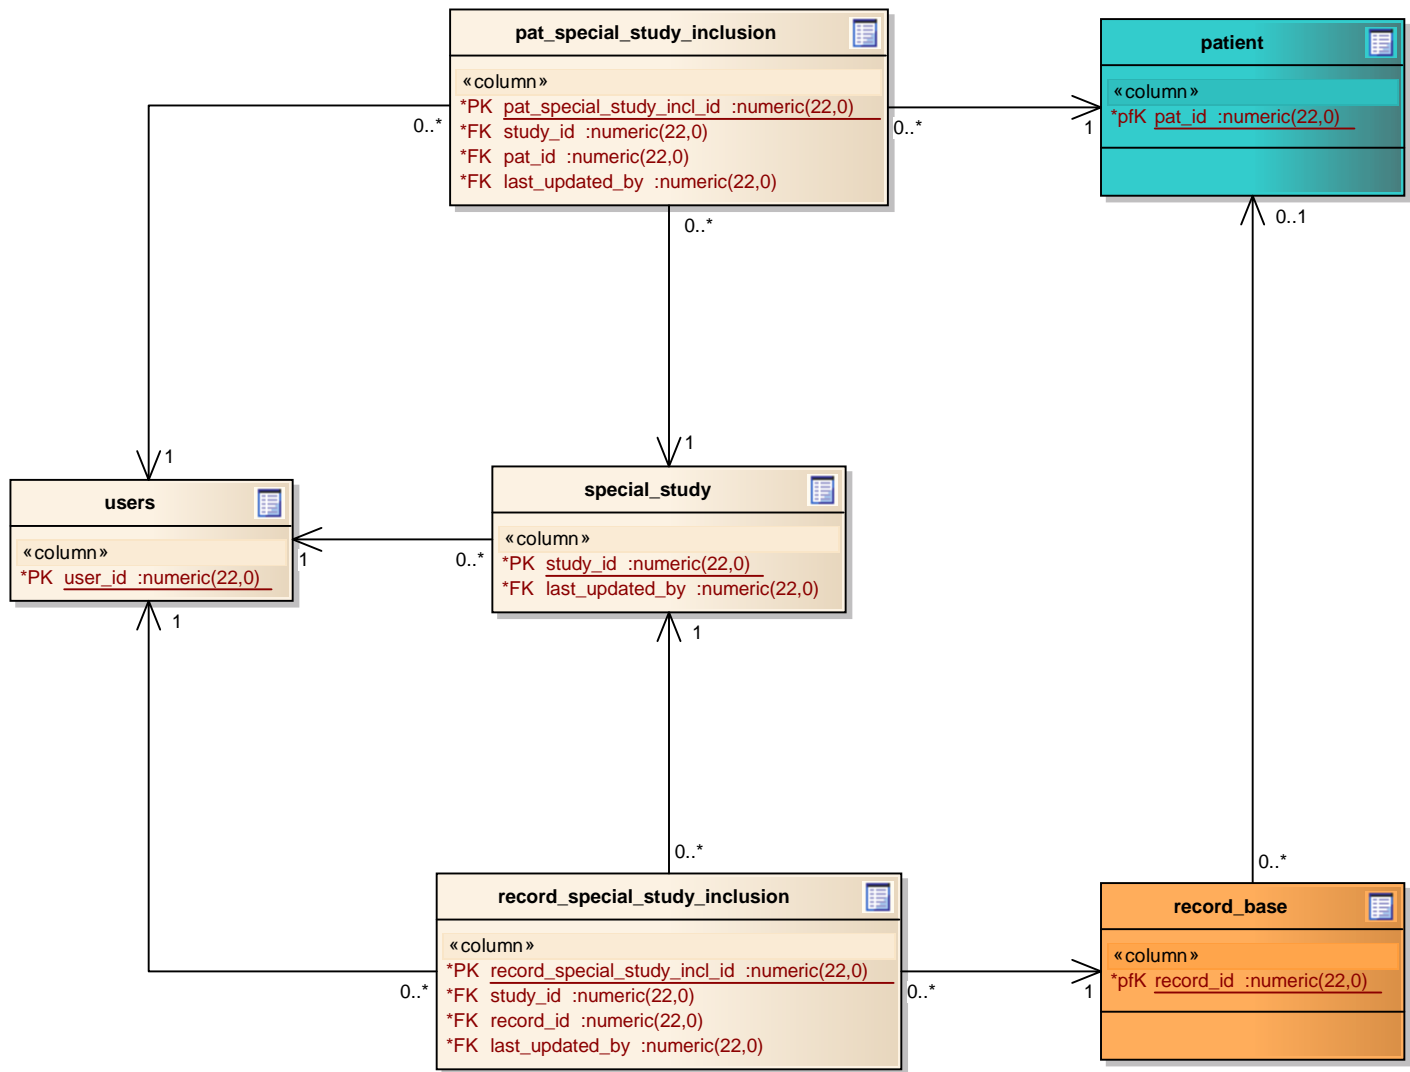 pat_special_study_inclusion
«column»
*PK pat_special_study_incl_id :numeric(22,0)
*FK study_id :numeric(22,0)
*FK pat_id :numeric(22,0)
*FK last_updated_by :numeric(22,0)
patient
«column»
*pfK pat_id :numeric(22,0)
0..*
0..*
1
0..*
0..1
1
1
users
«column»
*PK user_id :numeric(22,0)
special_study
«column»
*PK study_id :numeric(22,0)
*FK last_updated_by :numeric(22,0)
1
0..*
1
1
0..*
0..*
record_special_study_inclusion
«column»
*PK record_special_study_incl_id :numeric(22,0)
*FK study_id :numeric(22,0)
*FK record_id :numeric(22,0)
*FK last_updated_by :numeric(22,0)
record_base
«column»
*pfK record_id :numeric(22,0)
0..*
0..*
1